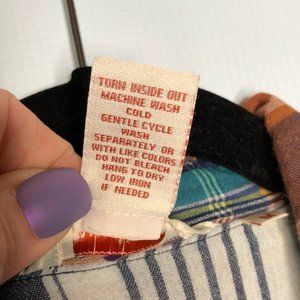 TURN INSIDE OUT
MACHINE WASH
COLD
GENTLE CYCLE
WASH
SEPARATELY OR
WITH LIKE COLORS
DO NOT BLEACH
HANG TO DRY
LOW IRON
IF NEEDED